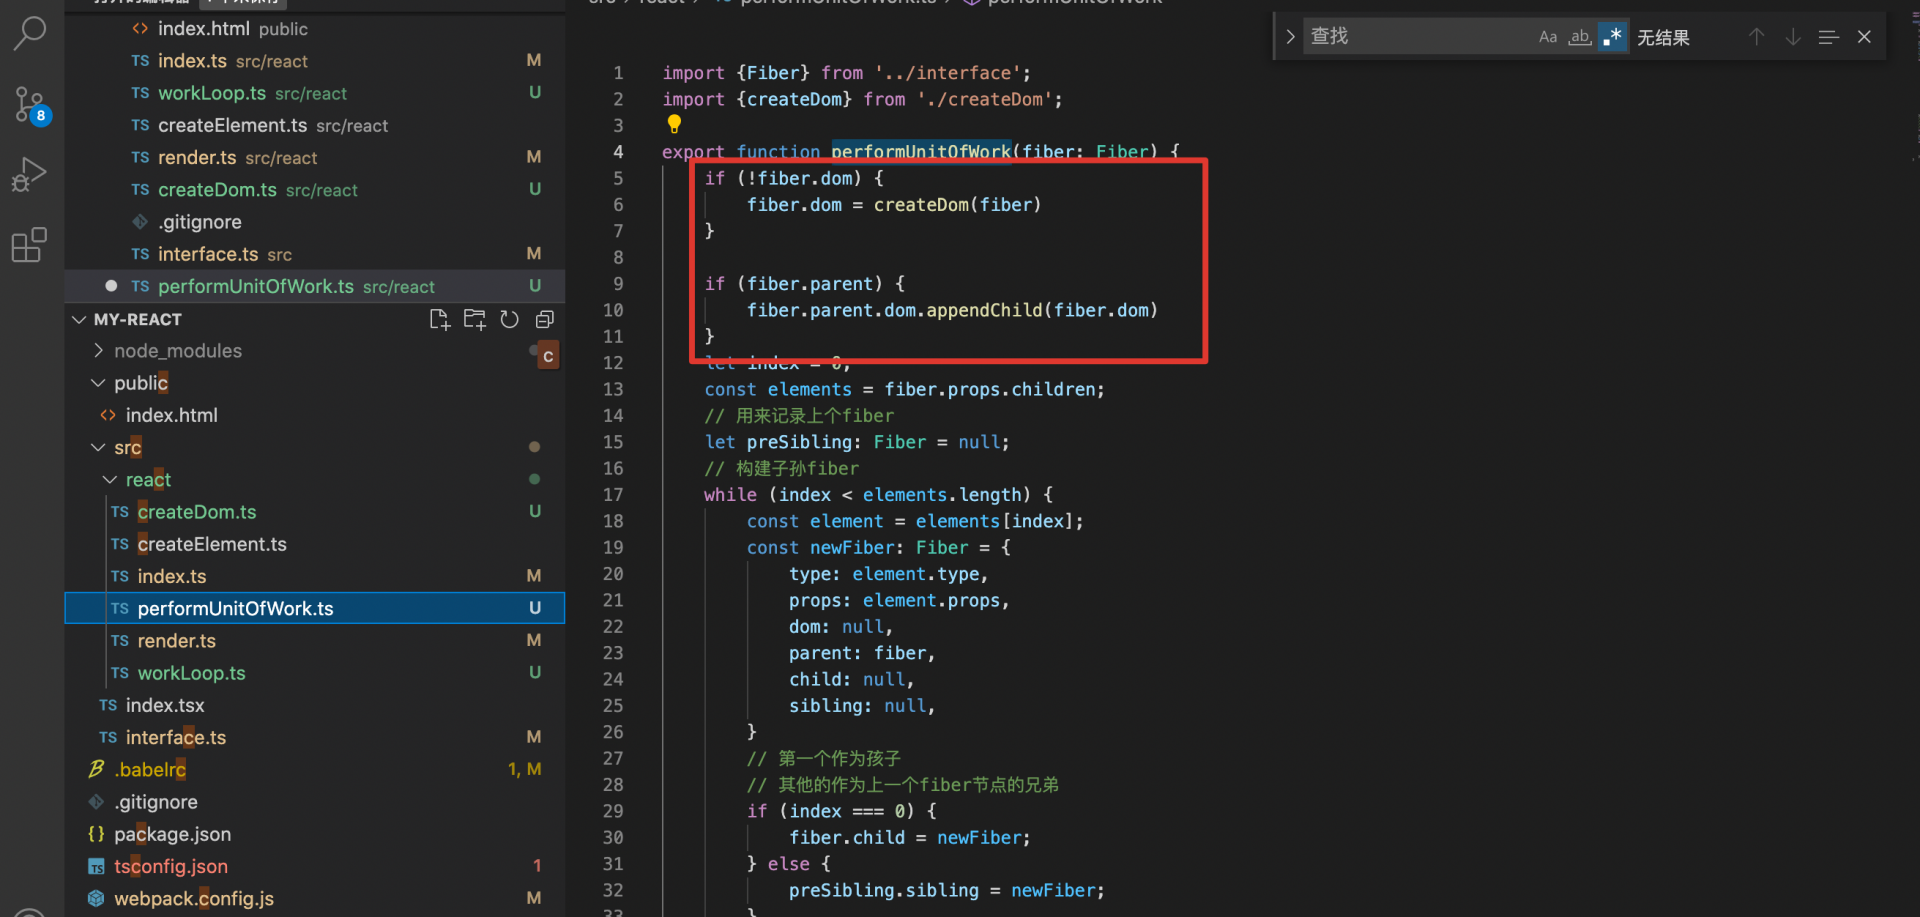 src > react > TS performUnitOfWork.ts > performUnitOfWork
<> index.html public
TS index.ts src/react M
TS workLoop.ts src/react U
TS createElement.ts src/react
TS render.ts src/react M
TS createDom.ts src/react U
.gitignore
TS interface.ts src M
TS performUnitOfWork.ts src/react U
8
MY-REACT
node_modules
c
public
<> index.html
src
react
TS createDom.ts U
TS createElement.ts
TS index.ts M
TS performUnitOfWork.ts U
TS render.ts M
TS workLoop.ts U
TS index.tsx
TS interface.ts M
.babelrc 1, M
.gitignore
{} package.json
TS tsconfig.json 1
webpack.config.js M
查找 Aa ab .* 无结果
1 import {Fiber} from '../interface';
2 import {createDom} from './createDom';
3
4 export function performUnitOfWork(fiber: Fiber) {
5 if (!fiber.dom) {
6 fiber.dom = createDom(fiber)
7 }
8
9 if (fiber.parent) {
10 fiber.parent.dom.appendChild(fiber.dom)
11 }
12 let index = 0;
13 const elements = fiber.props.children;
14 // 用来记录上个fiber
15 let preSibling: Fiber = null;
16 // 构建子孙fiber
17 while (index < elements.length) {
18 const element = elements[index];
19 const newFiber: Fiber = {
20 type: element.type,
21 props: element.props,
22 dom: null,
23 parent: fiber,
24 child: null,
25 sibling: null,
26 }
27 // 第一个作为孩子
28 // 其他的作为上一个fiber节点的兄弟
29 if (index === 0) {
30 fiber.child = newFiber;
31 } else {
32 preSibling.sibling = newFiber;
33 }